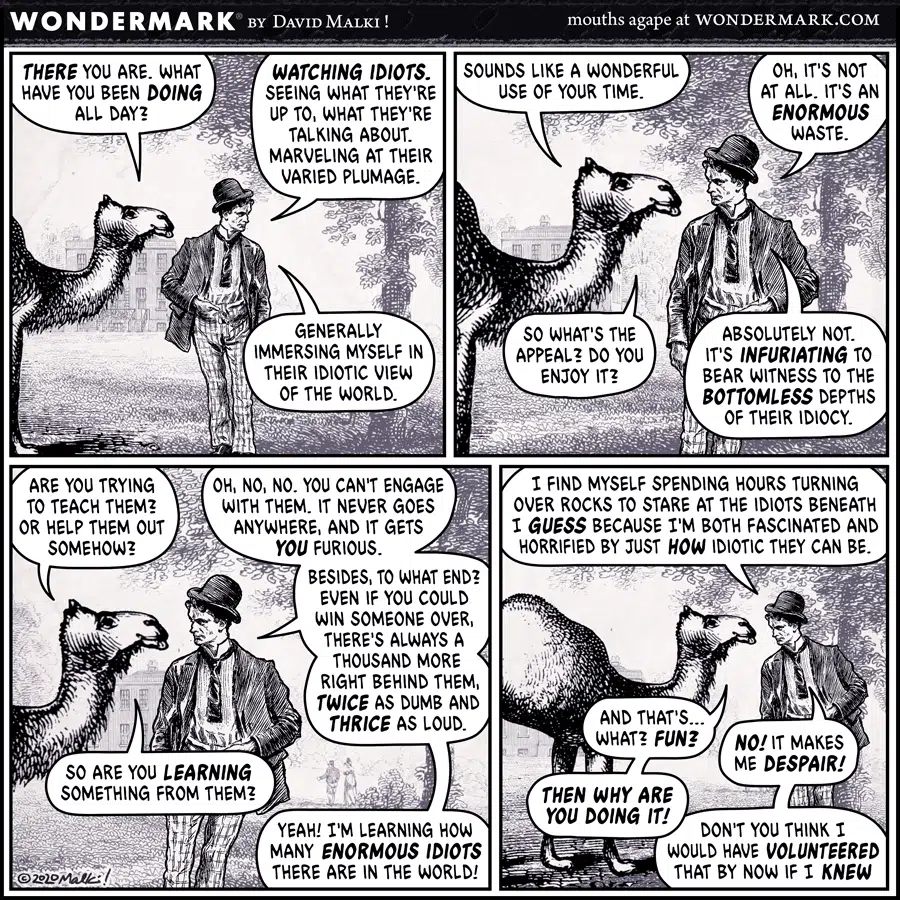 WONDERMARK® BY DAVID MALKI !
mouths agape at WONDERMARK.COM
THERE YOU ARE. WHAT
HAVE YOU BEEN DOING
ALL DAY?
WATCHING IDIOTS.
SEEING WHAT THEY'RE
UP TO, WHAT THEY'RE
TALKING ABOUT.
MARVELING AT THEIR
VARIED PLUMAGE.
GENERALLY
IMMERSING MYSELF IN
THEIR IDIOTIC VIEW
OF THE WORLD.
SOUNDS LIKE A WONDERFUL
USE OF YOUR TIME.
OH, IT'S NOT
AT ALL. IT'S AN
ENORMOUS
WASTE.
SO WHAT'S THE
APPEAL? DO YOU
ENJOY IT?
ABSOLUTELY NOT.
IT'S INFURIATING TO
BEAR WITNESS TO THE
BOTTOMLESS DEPTHS
OF THEIR IDIOCY.
ARE YOU TRYING
TO TEACH THEM?
OR HELP THEM OUT
SOMEHOW?
OH, NO, NO. YOU CAN'T ENGAGE
WITH THEM. IT NEVER GOES
ANYWHERE, AND IT GETS
YOU FURIOUS.
BESIDES, TO WHAT END?
EVEN IF YOU COULD
WIN SOMEONE OVER,
THERE'S ALWAYS A
THOUSAND MORE
RIGHT BEHIND THEM,
TWICE AS DUMB AND
THRICE AS LOUD.
SO ARE YOU LEARNING
SOMETHING FROM THEM?
YEAH! I'M LEARNING HOW
MANY ENORMOUS IDIOTS
THERE ARE IN THE WORLD!
©2020 Malki!
I FIND MYSELF SPENDING HOURS TURNING
OVER ROCKS TO STARE AT THE IDIOTS BENEATH
I GUESS BECAUSE I'M BOTH FASCINATED AND
HORRIFIED BY JUST HOW IDIOTIC THEY CAN BE.
AND THAT'S...
WHAT? FUN?
NO! IT MAKES
ME DESPAIR!
THEN WHY ARE
YOU DOING IT!
DON'T YOU THINK I
WOULD HAVE VOLUNTEERED
THAT BY NOW IF I KNEW